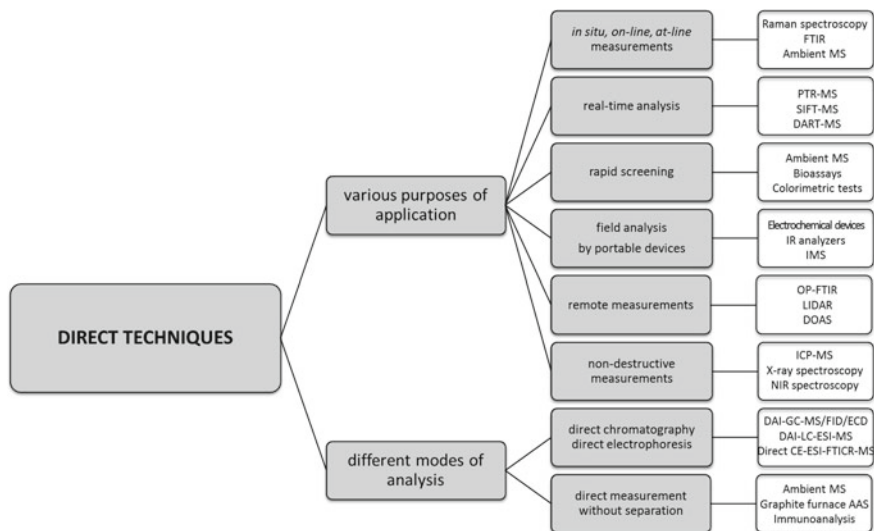 DIRECT TECHNIQUES
various purposes of
application
in situ, on-line, at-line
measurements
Raman spectroscopy
FTIR
Ambient MS
real-time analysis
PTR-MS
SIFT-MS
DART-MS
rapid screening
Ambient MS
Bioassays
Colorimetric tests
field analysis
by portable devices
Electrochemical devices
IR analyzers
IMS
remote measurements
OP-FTIR
LIDAR
DOAS
non-destructive
measurements
ICP-MS
X-ray spectroscopy
NIR spectroscopy
different modes of
analysis
direct chromatography
direct electrophoresis
DAI-GC-MS/FID/ECD
DAI-LC-ESI-MS
Direct CE-ESI-FTICR-MS
direct measurement
without separation
Ambient MS
Graphite furnace AAS
Immunoanalysis